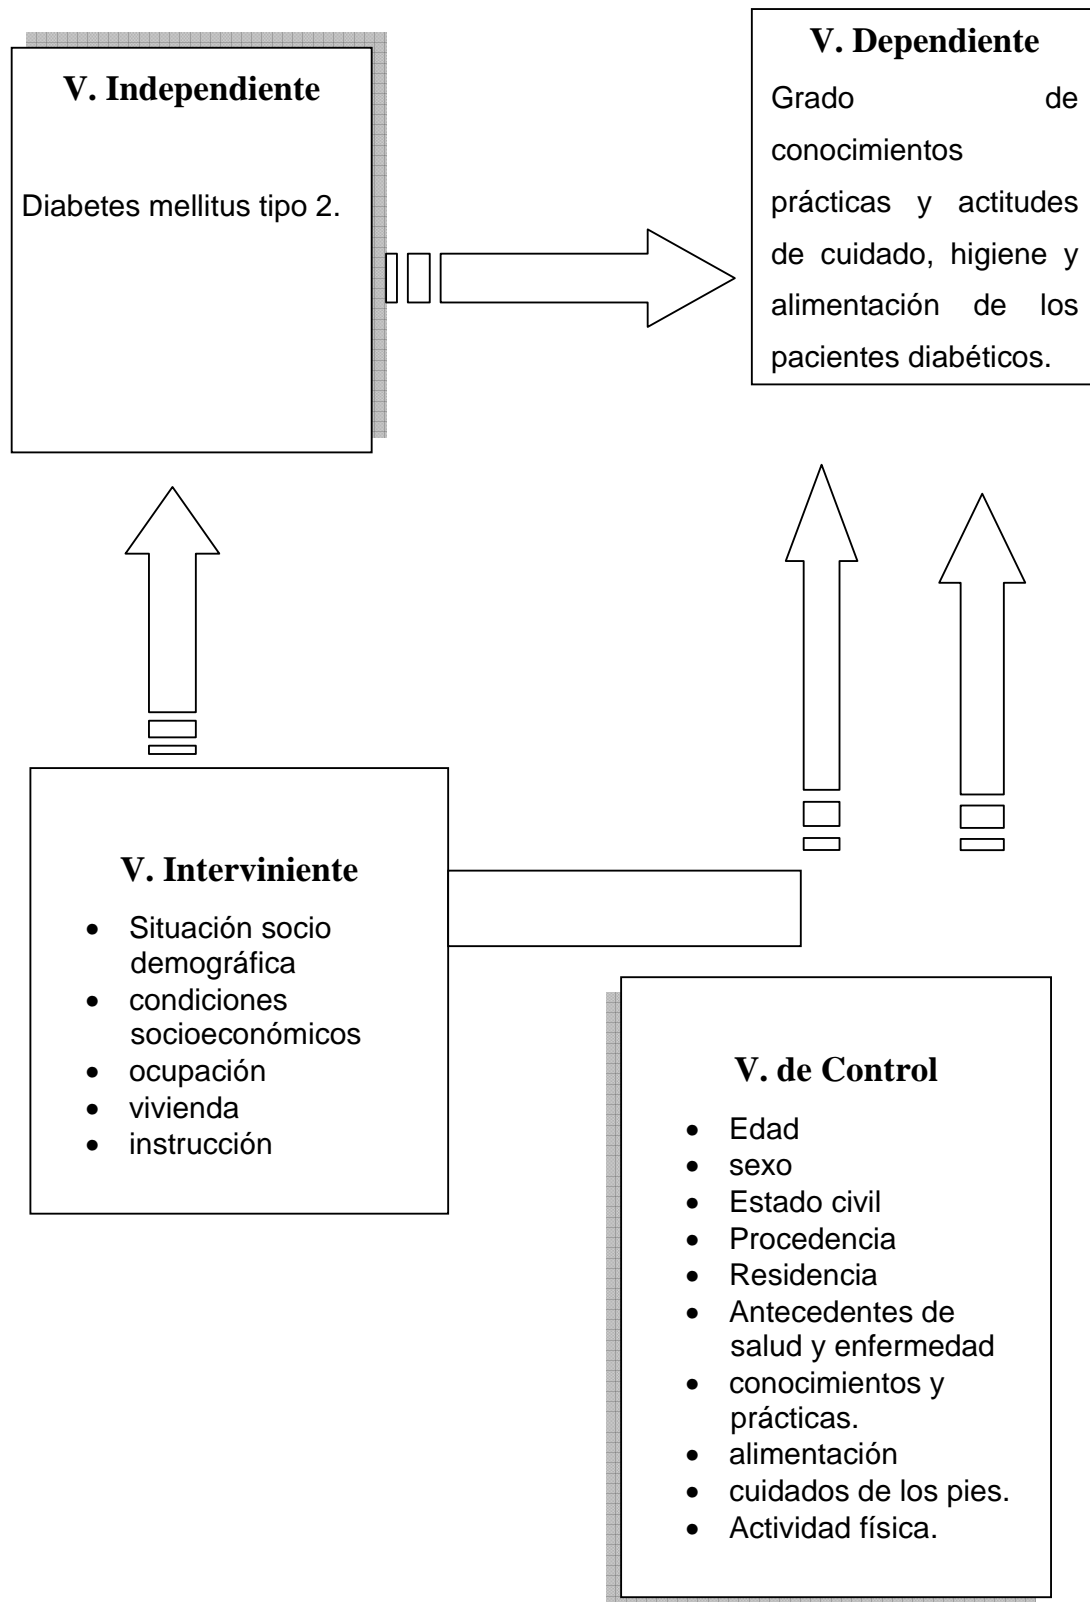 V. Independiente
Diabetes mellitus tipo 2.
V. Dependiente
Grado de
conocimientos
prácticas y actitudes
de cuidado, higiene y
alimentación de los
pacientes diabéticos.
V. Interviniente
• Situación socio
demográfica
• condiciones
socioeconómicos
• ocupación
• vivienda
• instrucción
V. de Control
• Edad
• sexo
• Estado civil
• Procedencia
• Residencia
• Antecedentes de
salud y enfermedad
• conocimientos y
prácticas.
• alimentación
• cuidados de los pies.
• Actividad física.